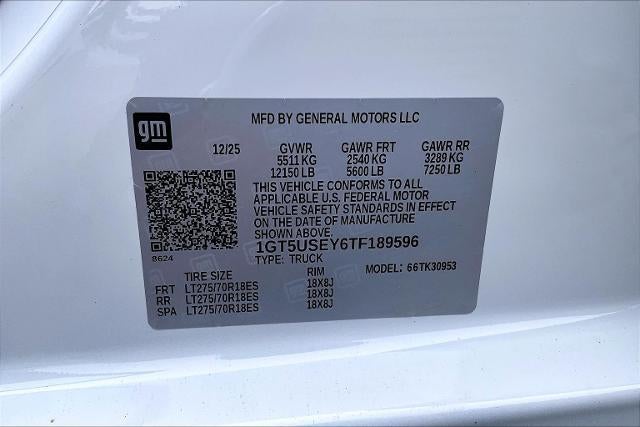 gm
MFD BY GENERAL MOTORS LLC
12/25 GVWR GAWR FRT GAWR RR
5511 KG 2540 KG 3289 KG
12150 LB 5600 LB 7250 LB
THIS VEHICLE CONFORMS TO ALL
APPLICABLE U.S. FEDERAL MOTOR
VEHICLE SAFETY STANDARDS IN EFFECT
ON THE DATE OF MANUFACTURE
SHOWN ABOVE.
1GT5USEY6TF189596
8624
TYPE: TRUCK
TIRE SIZE RIM MODEL: 66TK30953
FRT LT275/70R18ES 18X8J
RR LT275/70R18ES 18X8J
SPA LT275/70R18ES 18X8J